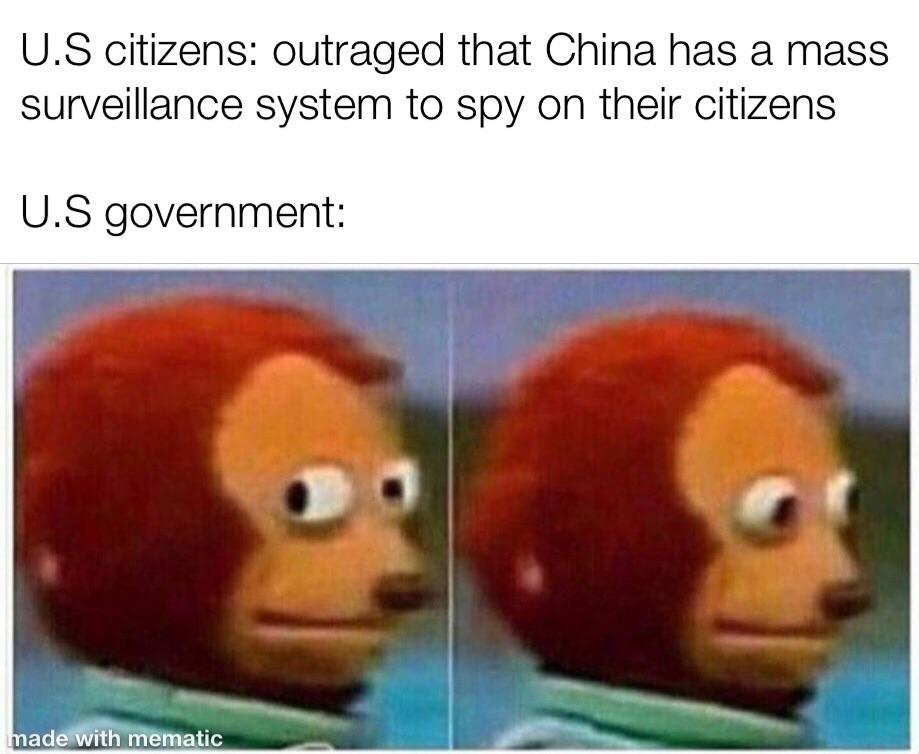 U.S citizens: outraged that China has a mass
surveillance system to spy on their citizens
U.S government:
made with mematic